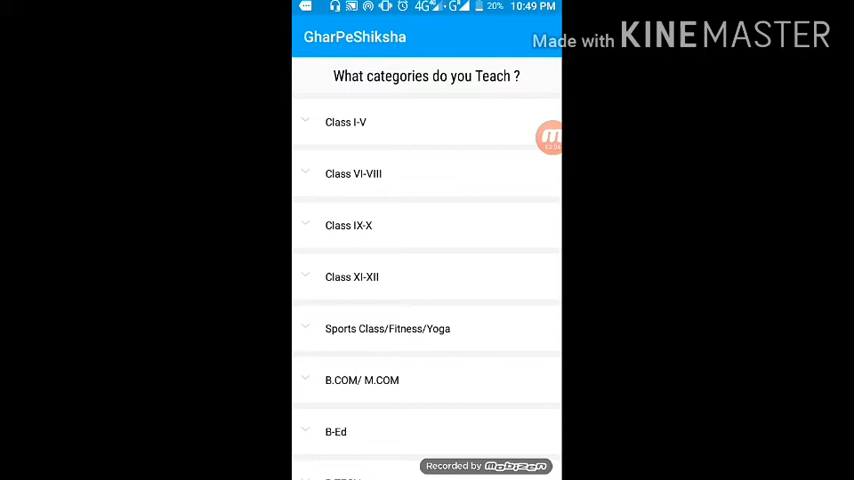 4G G 20% 10:49 PM
GharPeShiksha
Made with KINEMASTER
What categories do you Teach ?
Class I-V
Class VI-VIII
Class IX-X
Class XI-XII
Sports Class/Fitness/Yoga
B.COM/ M.COM
B-Ed
Recorded by mobizen